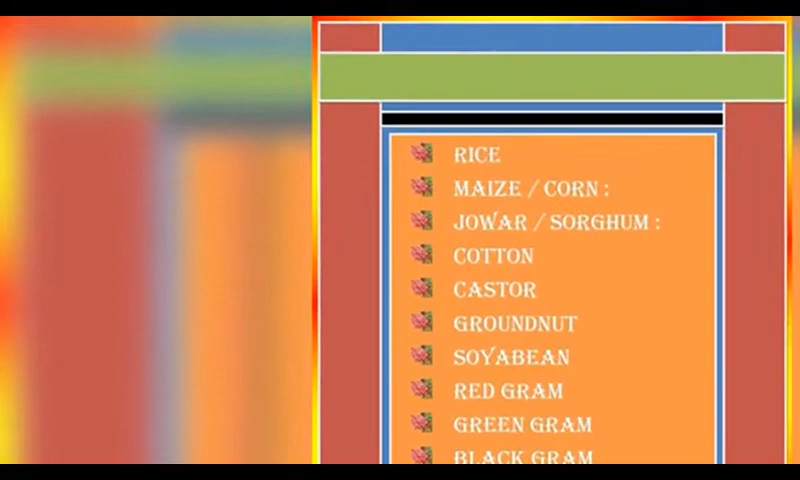 RICE
MAIZE / CORN :
JOWAR / SORGHUM :
COTTON
CASTOR
GROUNDNUT
SOYABEAN
RED GRAM
GREEN GRAM
BLACK GRAM